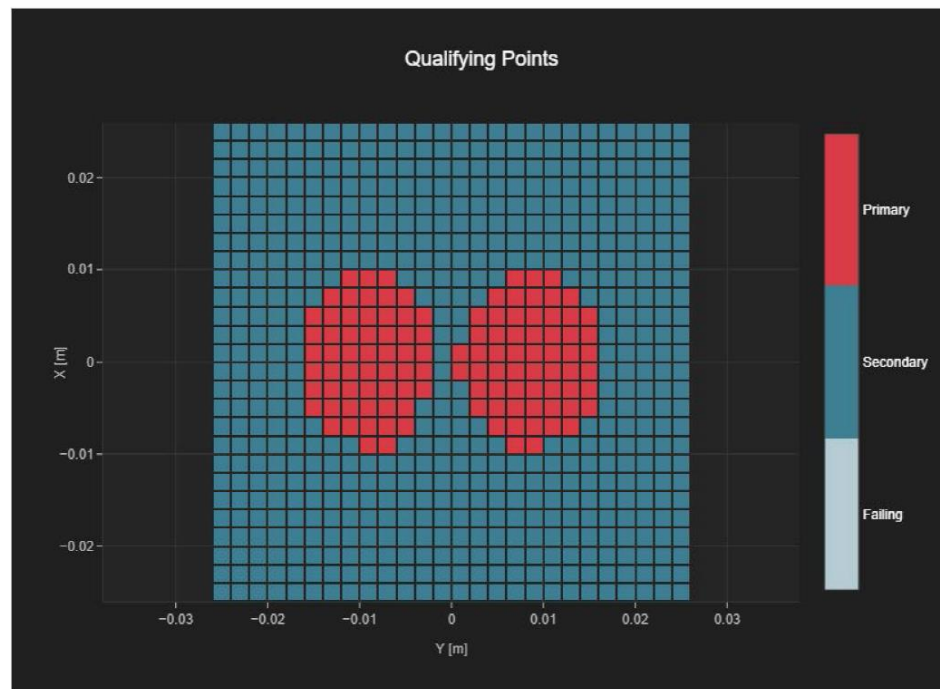 Qualifying Points
0.02
0.01
0
−0.01
−0.02
X [m]
−0.03
−0.02
−0.01
0
0.01
0.02
0.03
Y [m]
Primary
Secondary
Failing